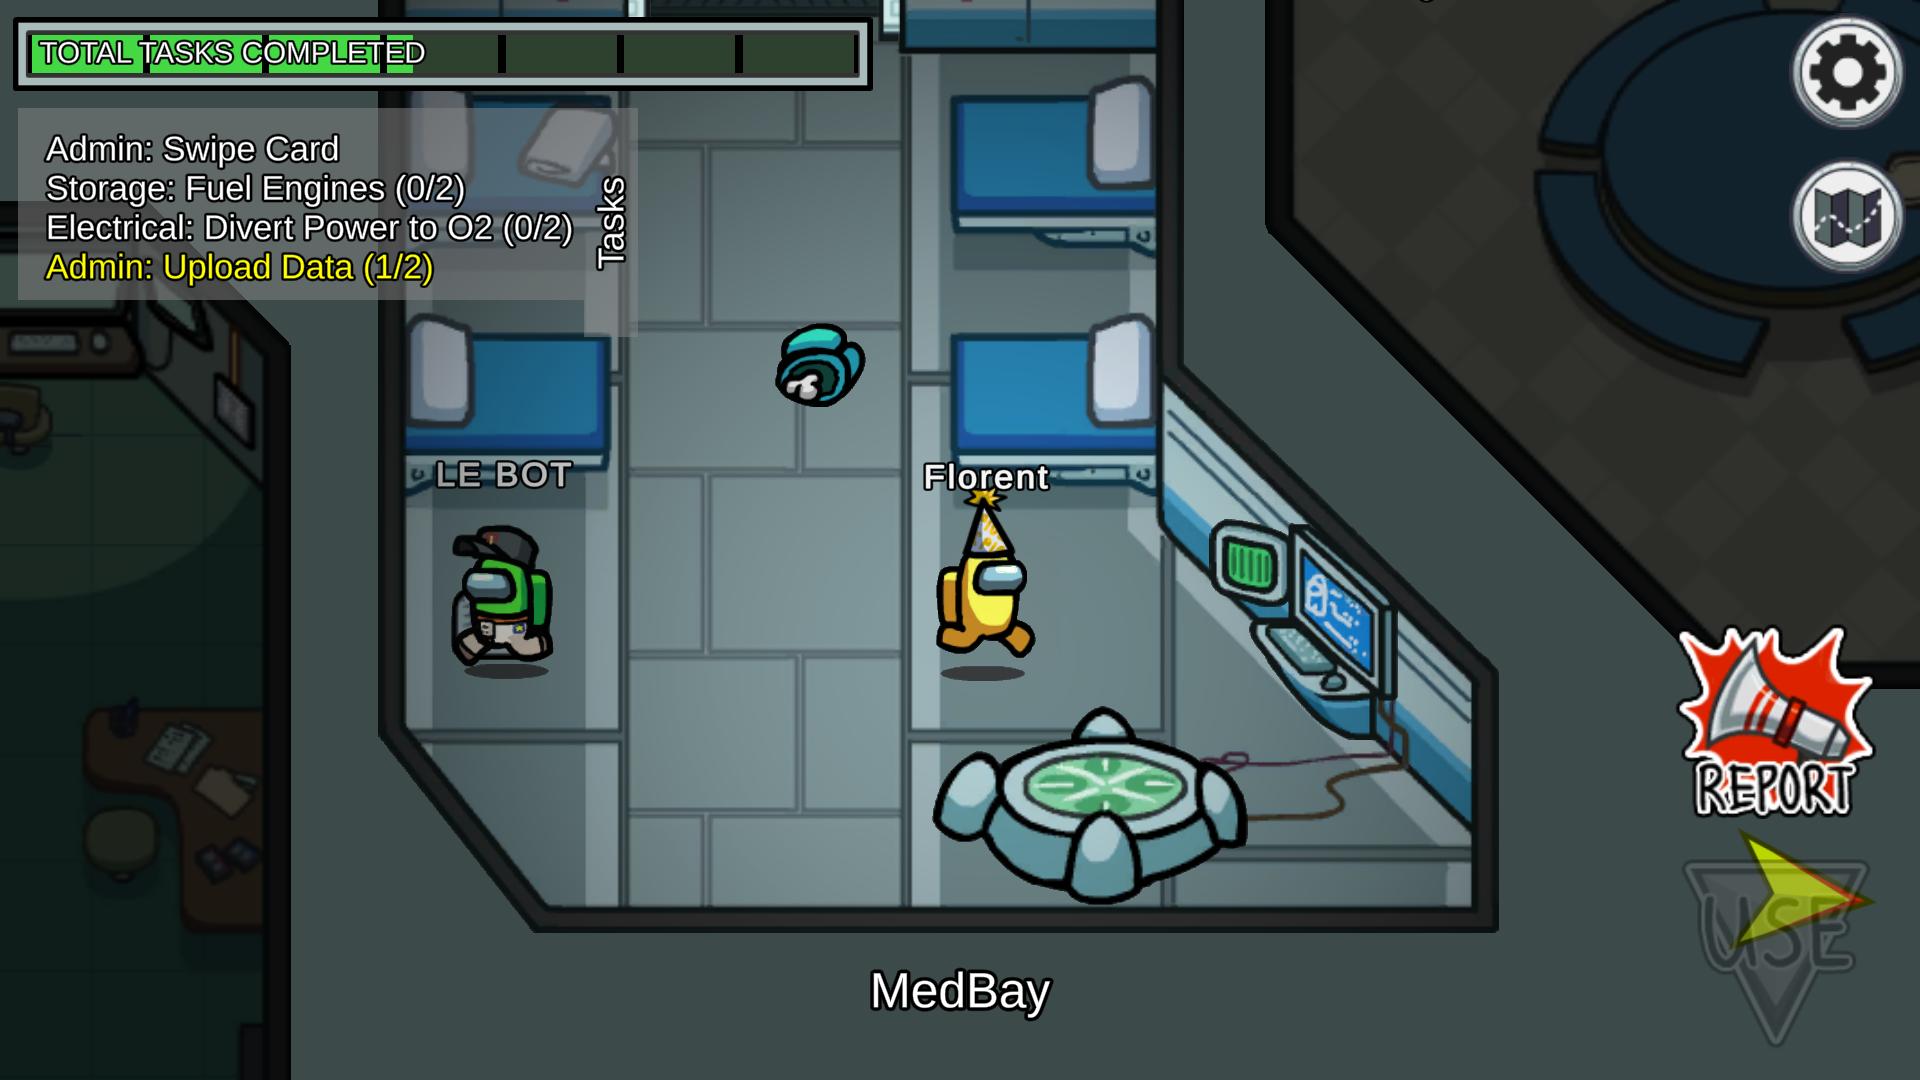 TOTAL TASKS COMPLETED
Admin: Swipe Card
Storage: Fuel Engines (0/2)
Electrical: Divert Power to O2 (0/2)
Admin: Upload Data (1/2)
Tasks
LE BOT
Florent
REPORT
USE
MedBay